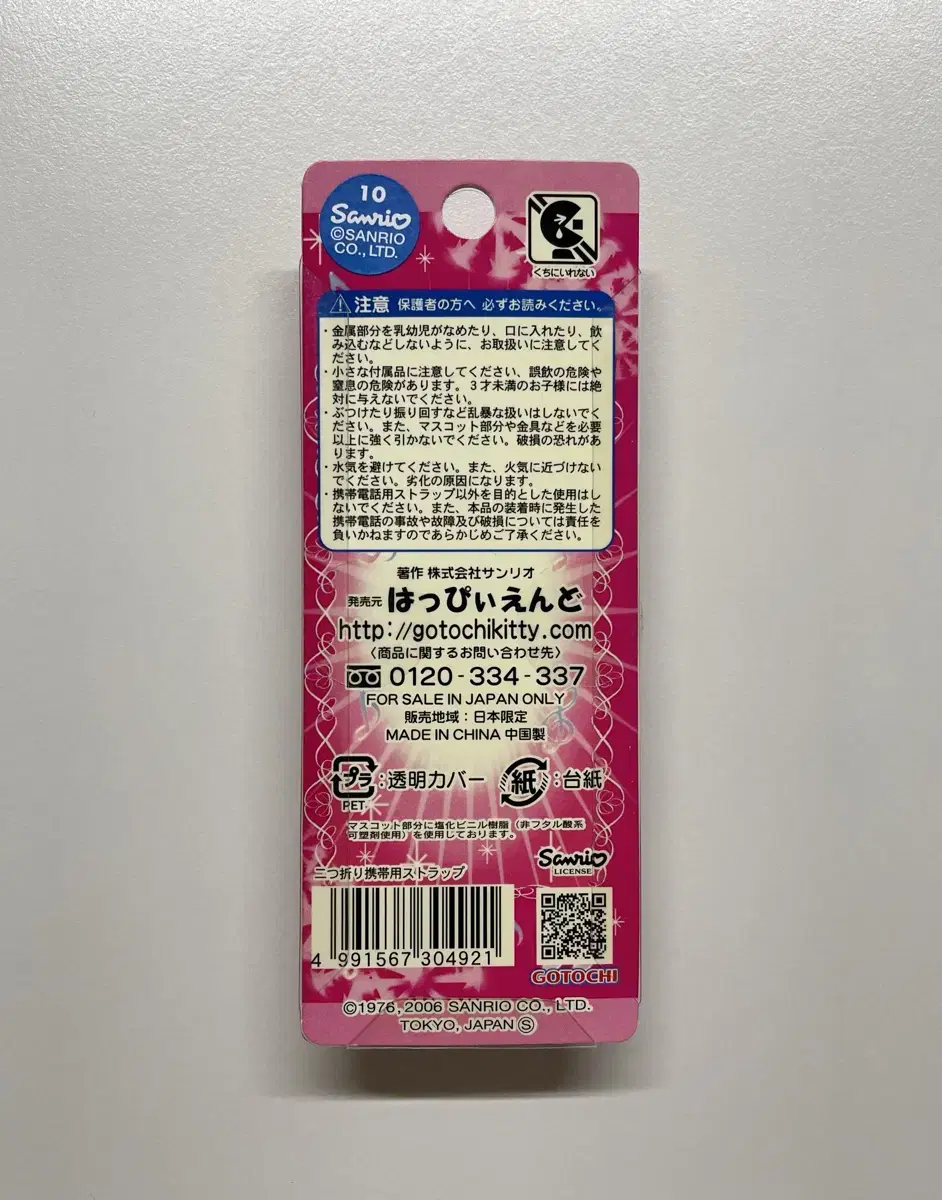 10
Sanrio
©SANRIO
CO., LTD.
くちにいれない
注意 保護者の方へ 必ずお読みください。
・金属部分を乳幼児がなめたり、口に入れたり、飲
み込むなどしないように、お取扱いに注意してく
ださい。
・小さな付属品に注意してください、誤飲の危険や
窒息の危険があります。3才未満のお子様には絶
対に与えないでください。
・ぶつけたり振り回すなど乱暴な扱いはしないでく
ださい。また、マスコット部分や金具などを必要
以上に強く引かないでください。破損の恐れがあ
ります。
・水気を避けてください。また、火気に近づけない
でください。劣化の原因になります。
・携帯電話用ストラップ以外を目的とした使用はし
ないでください。また、本品の装着時に発生した
携帯電話の事故や故障及び破損については責任を
負いかねますのであらかじめご了承ください。
著作 株式会社サンリオ
発売元 はっぴぃえんど
http://gotochikitty.com
〈商品に関するお問い合わせ先〉
0120-334-337
FOR SALE IN JAPAN ONLY
販売地域：日本限定
MADE IN CHINA 中国製
プラ：透明カバー 紙：台紙
PET
マスコット部分に塩化ビニル樹脂（非フタル酸系
可塑剤使用）を使用しております。
Sanrio
LICENSE
二つ折り携帯用ストラップ
4 991567 304921
GOTOCHI
©1976, 2006 SANRIO CO., LTD.
TOKYO, JAPAN Ⓢ